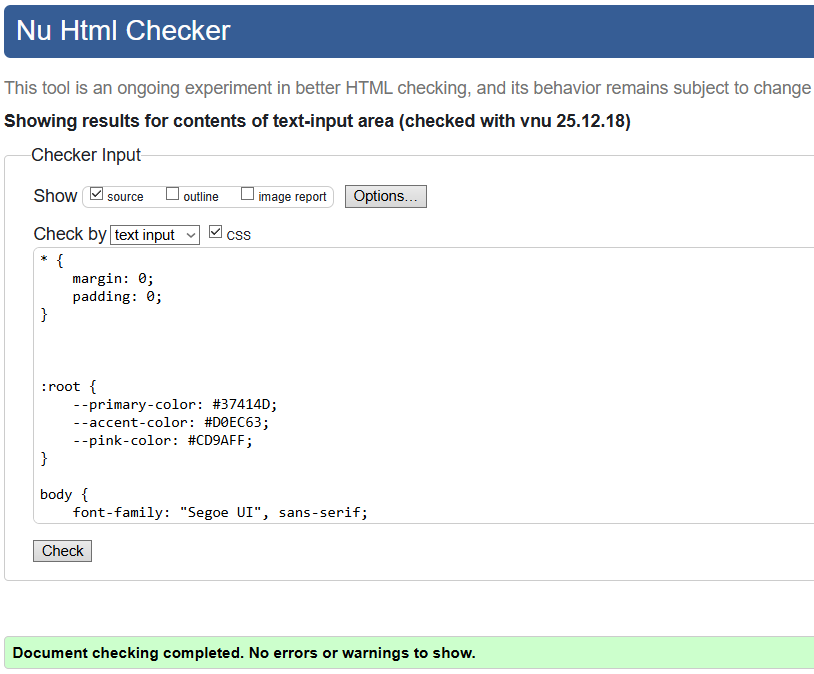 Nu Html Checker
This tool is an ongoing experiment in better HTML checking, and its behavior remains subject to change
Showing results for contents of text-input area (checked with vnu 25.12.18)
Checker Input
Show source outline image report Options...
Check by text input CSS
* {
    margin: 0;
    padding: 0;
}
:root {
    --primary-color: #37414D;
    --accent-color: #D0EC63;
    --pink-color: #CD9AFF;
}
body {
    font-family: "Segoe UI", sans-serif;
Check
Document checking completed. No errors or warnings to show.